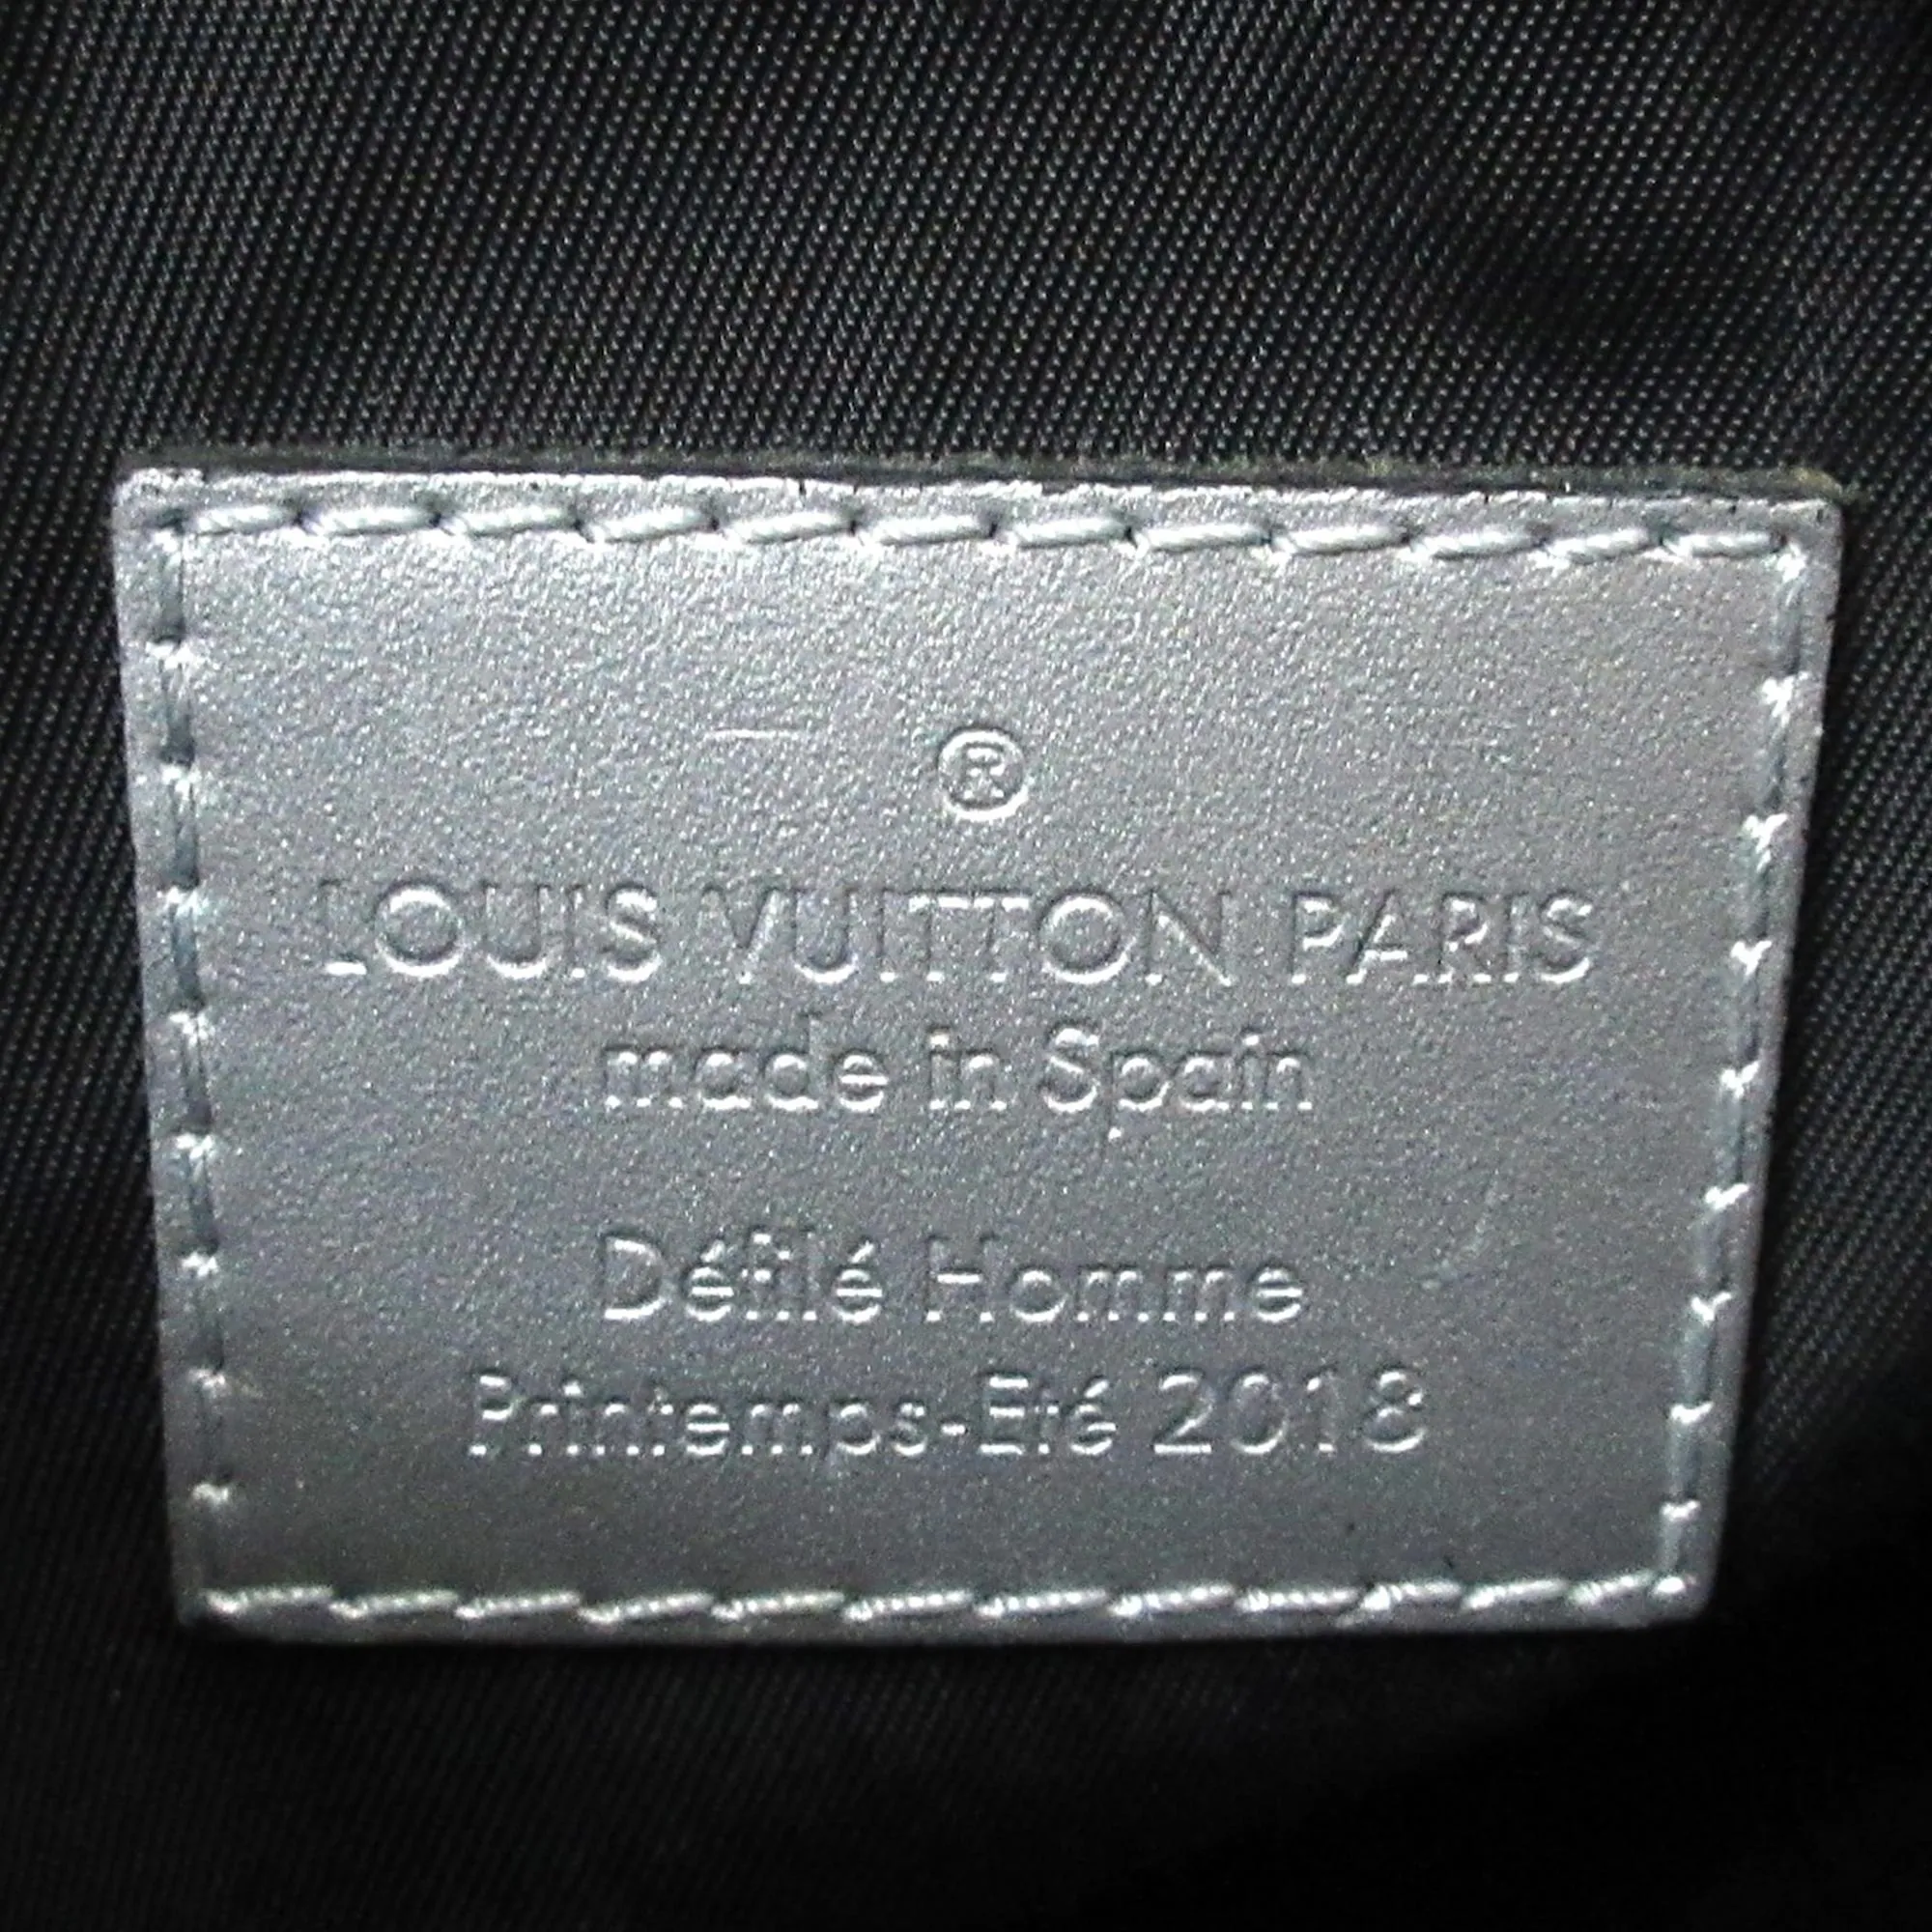 ®
LOUIS VUITTON PARIS
made in Spain
Défilé Homme
Printemps-Eté 2018